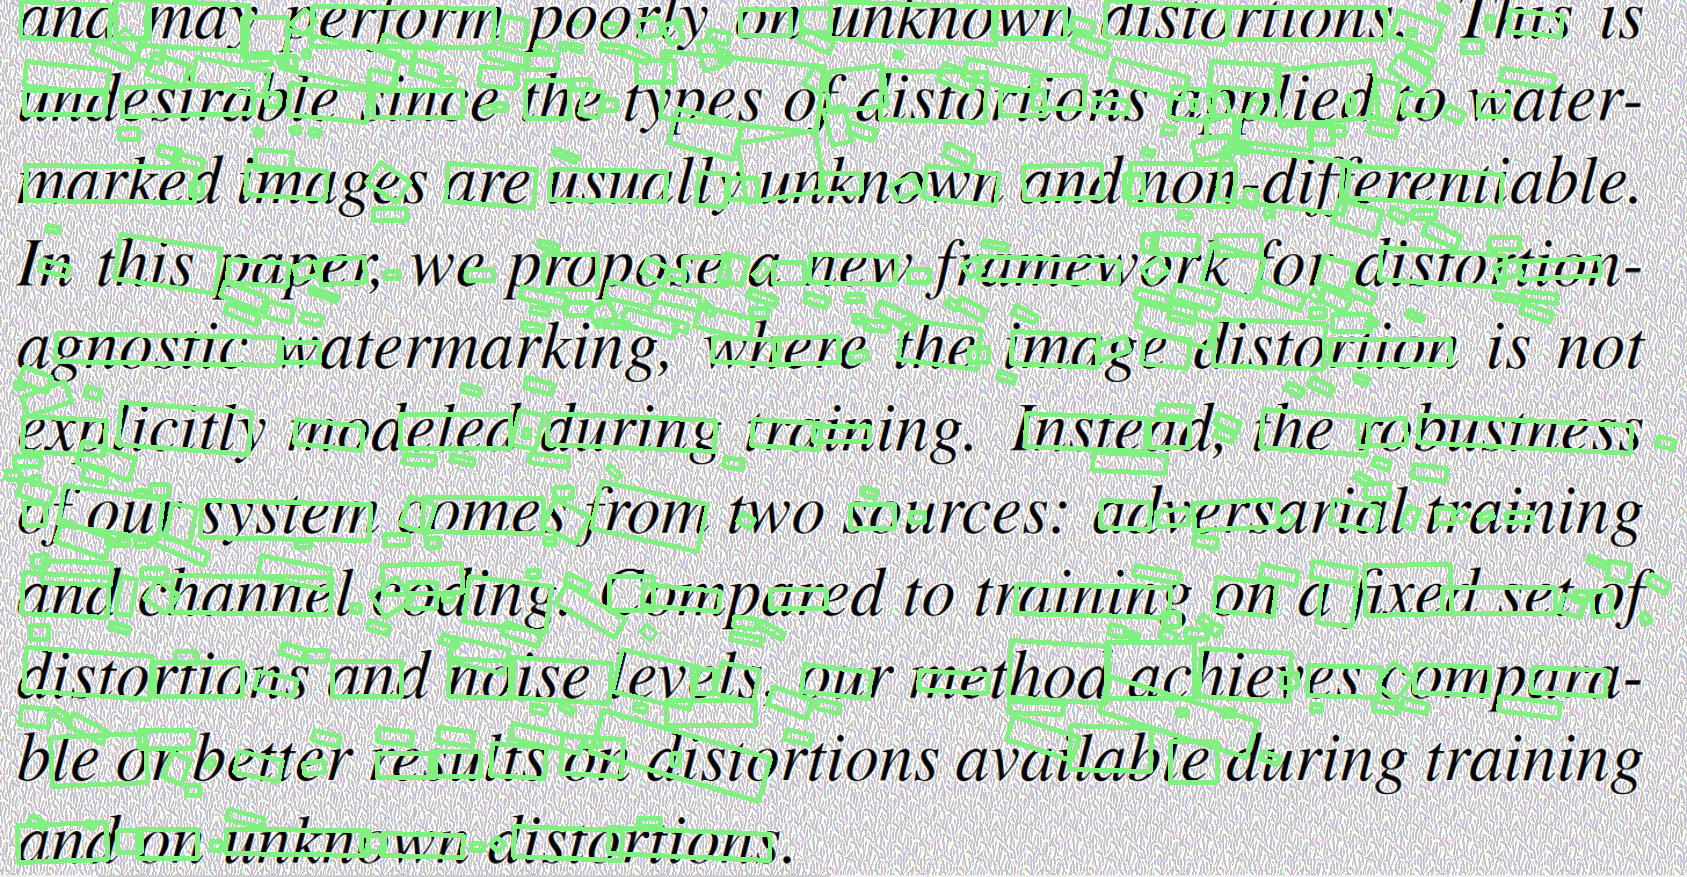 and may perform poorly on unknown distortions. This is
undesirable since the types of distortions applied to water-
marked images are usually unknown and non-differentiable.
In this paper, we propose a new framework for distortion-
agnostic watermarking, where the image distortion is not
explicitly modeled during training. Instead, the robustness
of our system comes from two sources: adversarial training
and channel coding. Compared to training on a fixed set of
distortions and noise levels, our method achieves compara-
ble or better results on distortions available during training
and on unknown distortions.